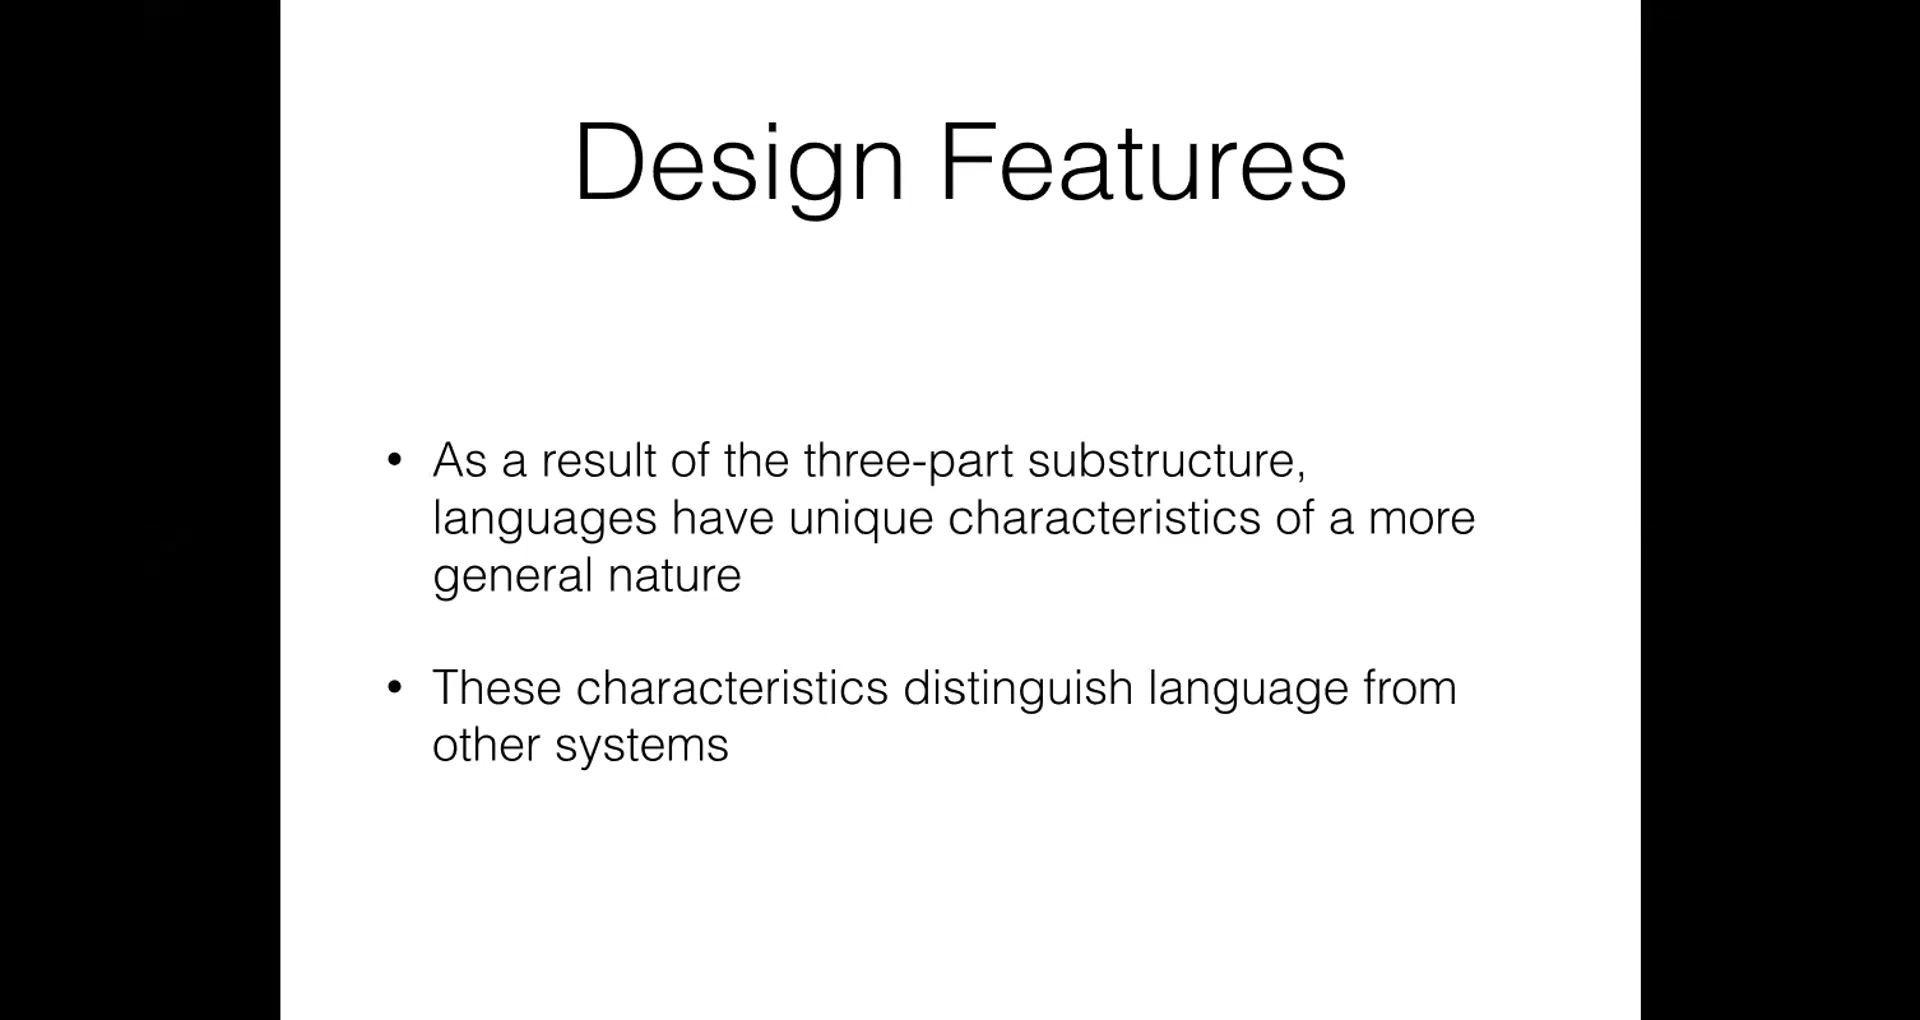 Design Features
• As a result of the three-part substructure,
languages have unique characteristics of a more
general nature
• These characteristics distinguish language from
other systems